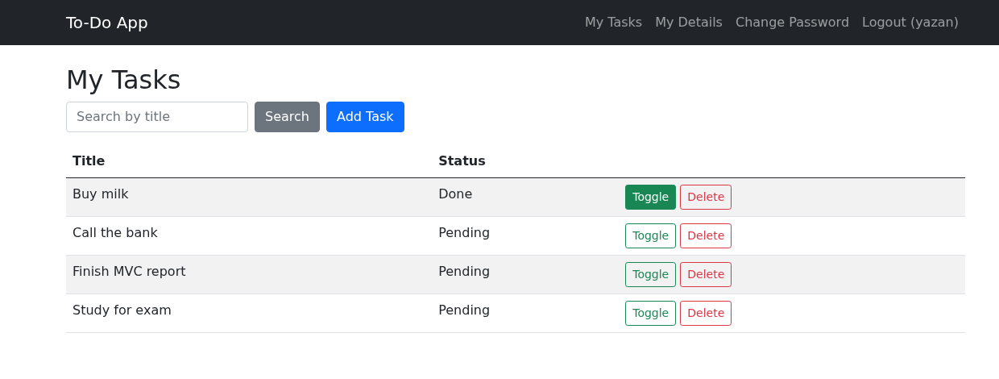 To-Do App My Tasks My Details Change Password Logout (yazan)
My Tasks
Search by title Search Add Task
Title Status
Buy milk Done Toggle Delete
Call the bank Pending Toggle Delete
Finish MVC report Pending Toggle Delete
Study for exam Pending Toggle Delete